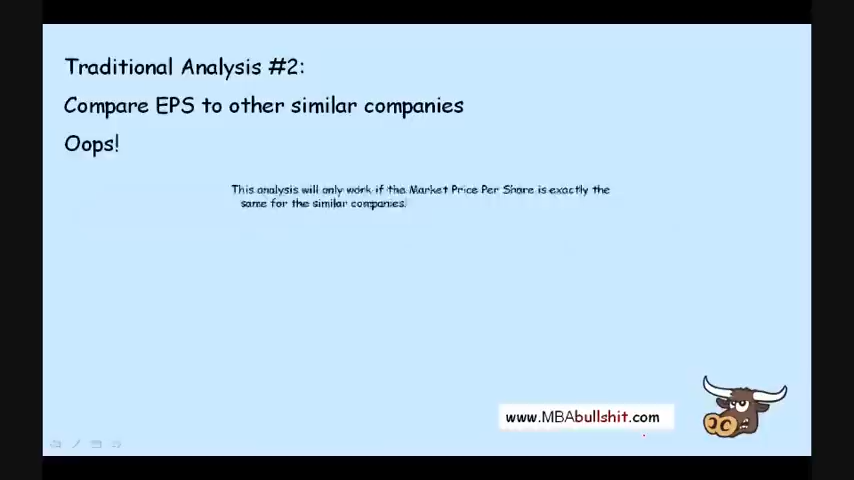 Traditional Analysis #2:
Compare EPS to other similar companies
Oops!
This analysis will only work if the Market Price Per Share is exactly the
same for the similar companies!
www.MBAbullshit.com